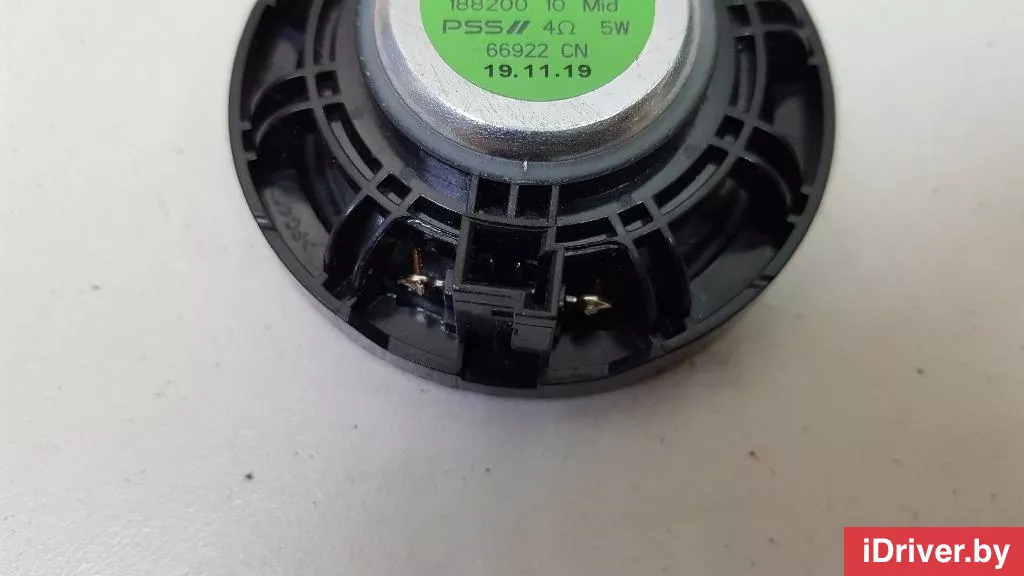 188200 10 Mid
PSS// 4Ω 5W
66922 CN
19.11.19
iDriver.by